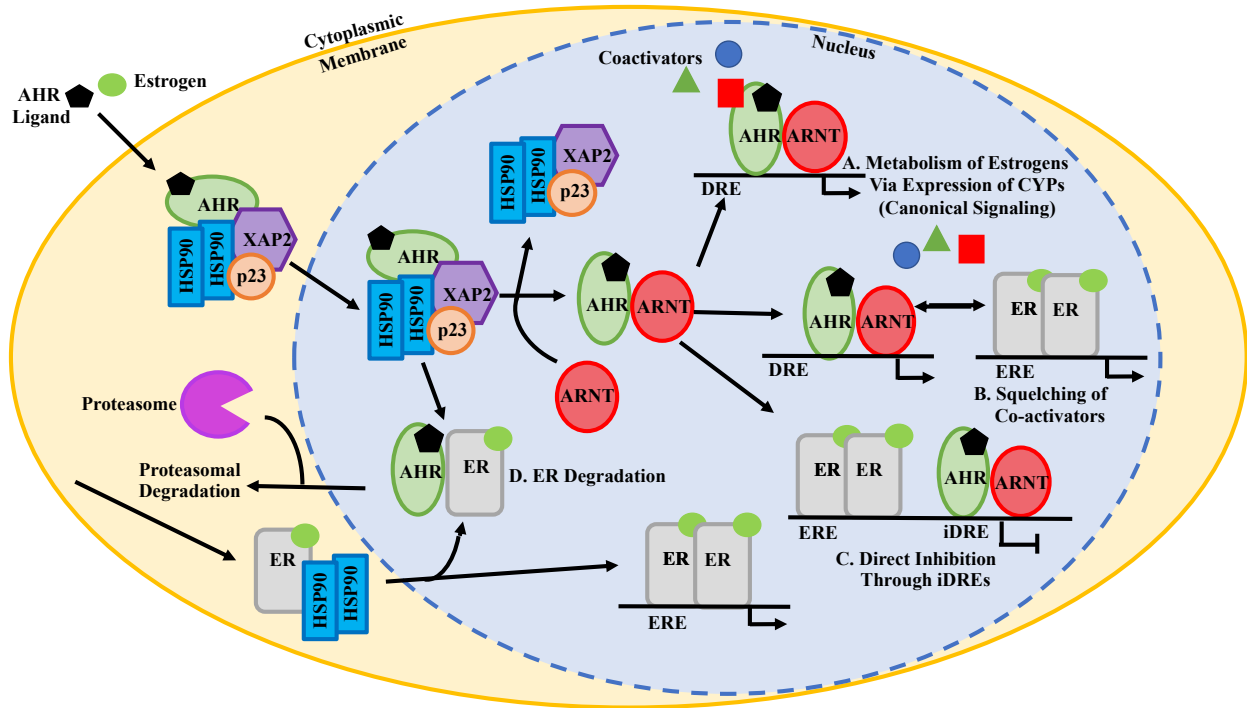 Cytoplasmic
Membrane
Nucleus
Estrogen
AHR
Ligand
Coactivators
AHR
ARNT
DRE
A. Metabolism of Estrogens
Via Expression of CYPs
(Canonical Signaling)
HSP90
HSP90
XAP2
p23
AHR
HSP90
HSP90
XAP2
p23
AHR
HSP90
HSP90
XAP2
p23
AHR
ARNT
ARNT
AHR
ARNT
DRE
ER
ER
ERE
B. Squelching of
Co-activators
Proteasome
Proteasomal
Degradation
AHR
ER
D. ER Degradation
ER
ER
AHR
ARNT
ERE
iDRE
C. Direct Inhibition
Through iDREs
ER
HSP90
HSP90
ER
ER
ERE